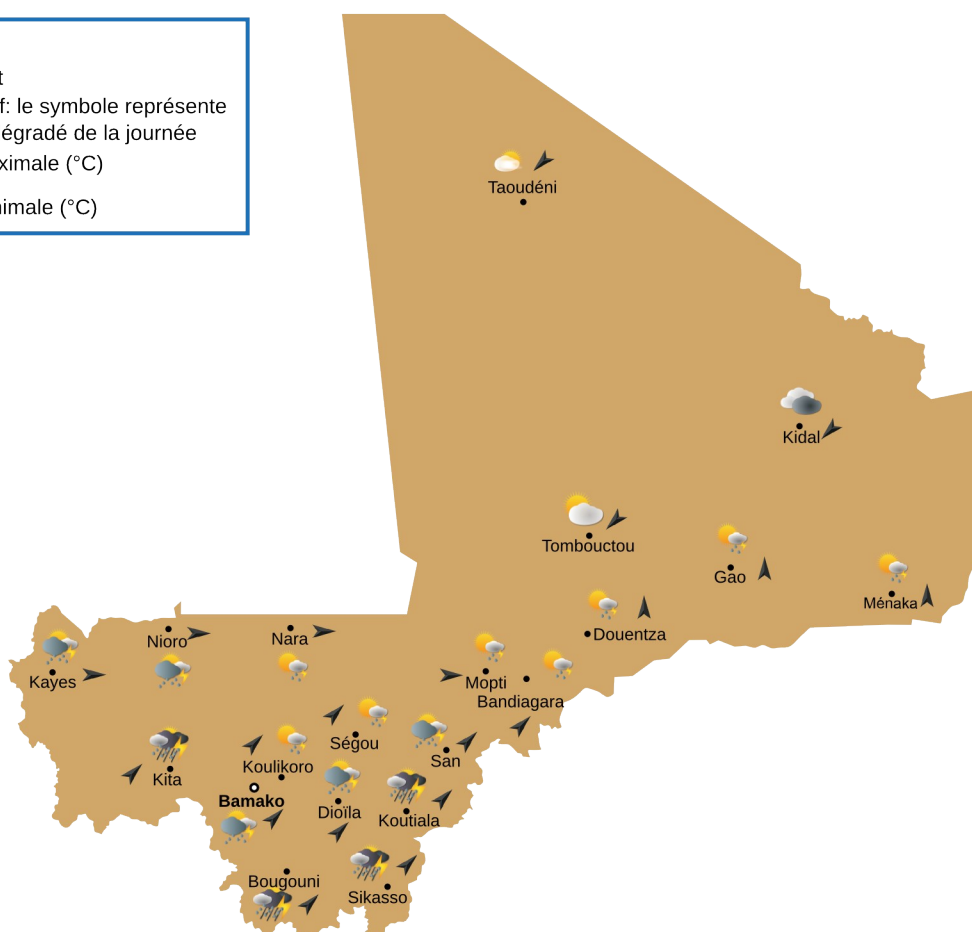 t
f: le symbole représente
égradé de la journée
ximale (°C)
nimale (°C)
Taoudéni
Kidal
Tombouctou
Gao
Ménaka
Douentza
Nioro
Nara
Kayes
Mopti
Bandiagara
Ségou
San
Koulikoro
Kita
Bamako
Dioïla
Koutiala
Bougouni
Sikasso